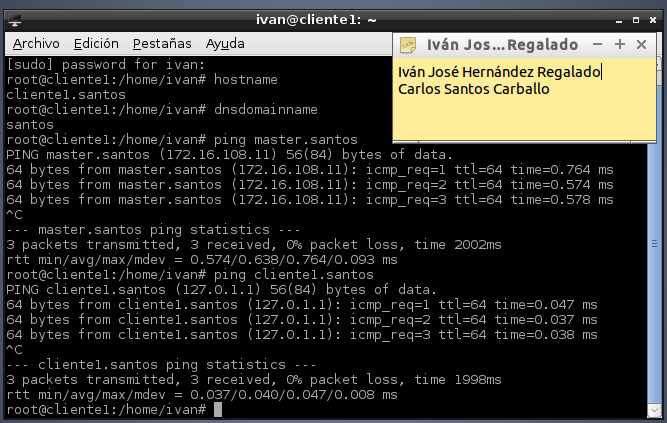 ivan@cliente1: ~
Archivo Edición Pestañas Ayuda
Iván Jos...Regalado
Iván José Hernández Regalado
Carlos Santos Carballo
[sudo] password for ivan:
root@cliente1:/home/ivan# hostname
cliente1.santos
root@cliente1:/home/ivan# dnsdomainname
santos
root@cliente1:/home/ivan# ping master.santos
PING master.santos (172.16.108.11) 56(84) bytes of data.
64 bytes from master.santos (172.16.108.11): icmp_req=1 ttl=64 time=0.764 ms
64 bytes from master.santos (172.16.108.11): icmp_req=2 ttl=64 time=0.574 ms
64 bytes from master.santos (172.16.108.11): icmp_req=3 ttl=64 time=0.578 ms
^C
--- master.santos ping statistics ---
3 packets transmitted, 3 received, 0% packet loss, time 2002ms
rtt min/avg/max/mdev = 0.574/0.638/0.764/0.093 ms
root@cliente1:/home/ivan# ping cliente1.santos
PING cliente1.santos (127.0.1.1) 56(84) bytes of data.
64 bytes from cliente1.santos (127.0.1.1): icmp_req=1 ttl=64 time=0.047 ms
64 bytes from cliente1.santos (127.0.1.1): icmp_req=2 ttl=64 time=0.037 ms
64 bytes from cliente1.santos (127.0.1.1): icmp_req=3 ttl=64 time=0.038 ms
^C
--- cliente1.santos ping statistics ---
3 packets transmitted, 3 received, 0% packet loss, time 1998ms
rtt min/avg/max/mdev = 0.037/0.040/0.047/0.008 ms
root@cliente1:/home/ivan#